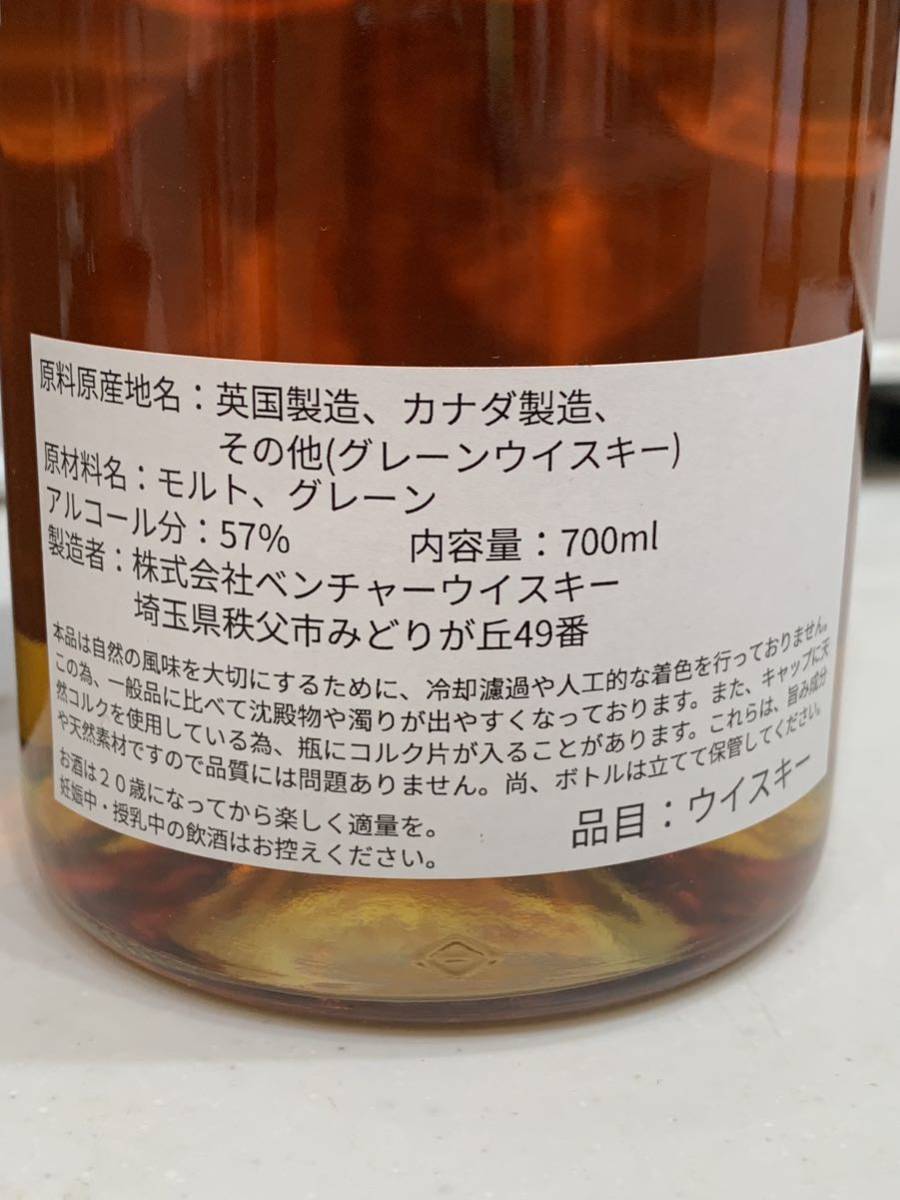 原料原産地名：英国製造、カナダ製造、
その他(グレーンウイスキー)
原材料名：モルト、グレーン
アルコール分：57% 内容量：700ml
製造者：株式会社ベンチャーウイスキー
埼玉県秩父市みどりが丘49番
本品は自然の風味を大切にするために、冷却濾過や人工的な着色を行っておりません。
この為、一般品に比べて沈殿物や濁りが出やすくなっております。また、キャップに天
然コルクを使用している為、瓶にコルク片が入ることがあります。これらは、旨み成分
や天然素材ですので品質には問題ありません。尚、ボトルは立てて保管してください。
お酒は２０歳になってから楽しく適量を。
妊娠中・授乳中の飲酒はお控えください。
品目：ウイスキー